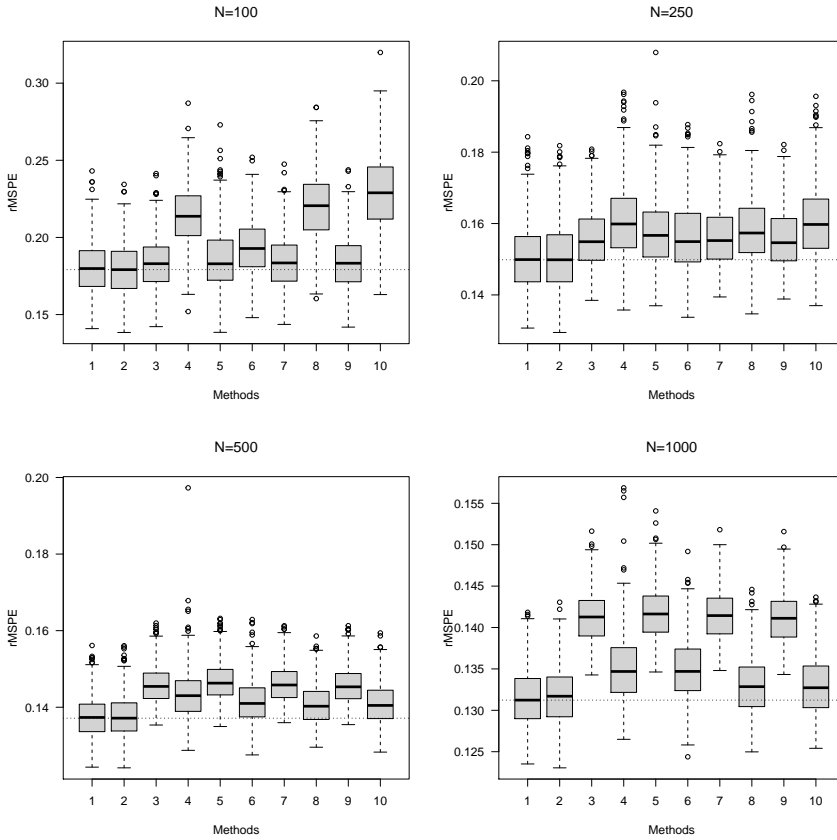 N=100
rMSPE
0.30
0.25
0.20
0.15
1 2 3 4 5 6 7 8 9 10
Methods
N=250
rMSPE
0.20
0.18
0.16
0.14
1 2 3 4 5 6 7 8 9 10
Methods
N=500
rMSPE
0.20
0.18
0.16
0.14
1 2 3 4 5 6 7 8 9 10
Methods
N=1000
rMSPE
0.155
0.150
0.145
0.140
0.135
0.130
0.125
1 2 3 4 5 6 7 8 9 10
Methods